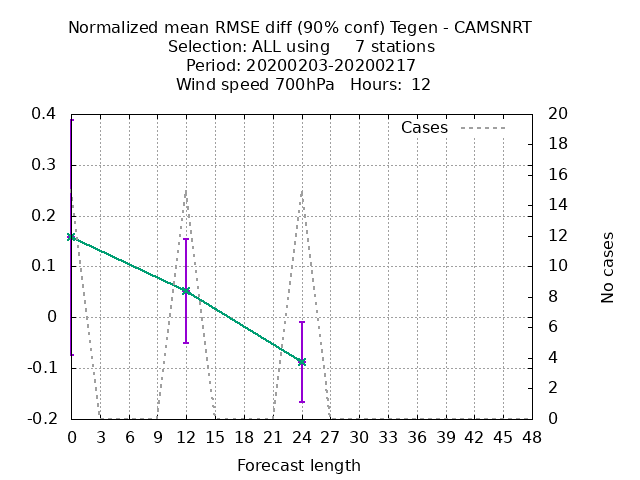 Normalized mean RMSE diff (90% conf) Tegen - CAMSNRT
Selection: ALL using 7 stations
Period: 20200203-20200217
Wind speed 700hPa Hours: 12
0.4
0.3
0.2
0.1
0
-0.1
-0.2
Cases
20
18
16
14
12
10
8
6
4
2
0
No cases
0 3 6 9 12 15 18 21 24 27 30 33 36 39 42 45 48
Forecast length